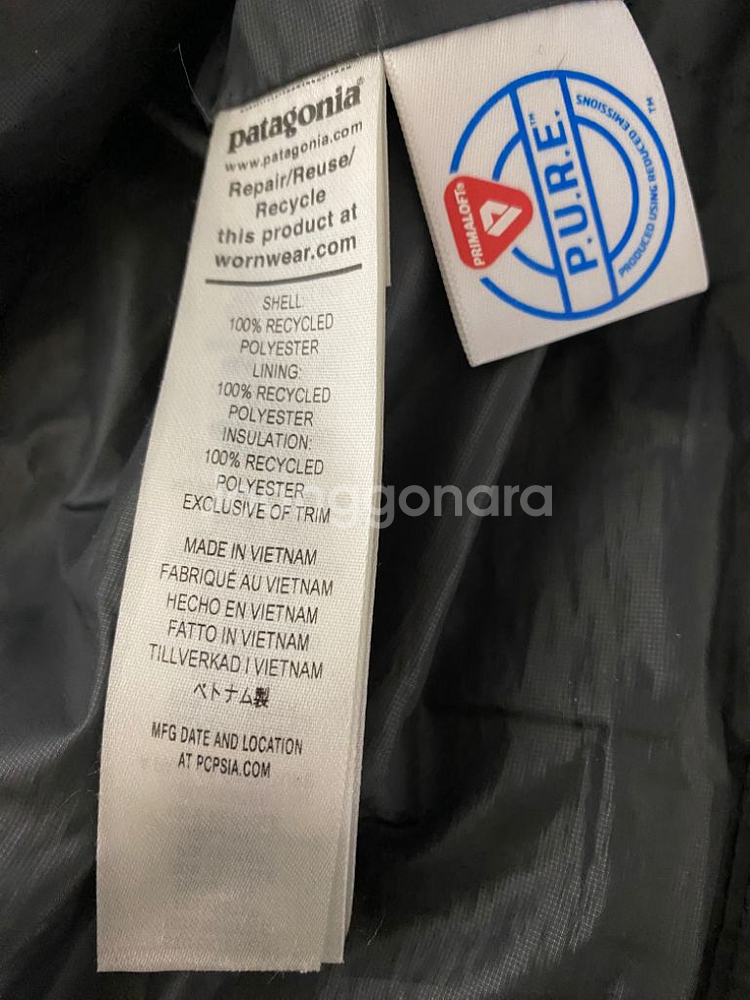 patagonia®
www.patagonia.com
Repair/Reuse/
Recycle
this product at
wornwear.com
SHELL:
100% RECYCLED
POLYESTER
LINING:
100% RECYCLED
POLYESTER
INSULATION:
100% RECYCLED
POLYESTER
EXCLUSIVE OF TRIM
MADE IN VIETNAM
FABRIQUÉ AU VIETNAM
HECHO EN VIETNAM
FATTO IN VIETNAM
TILLVERKAD I VIETNAM
ベトナム製
MFG DATE AND LOCATION
AT PCPSIA.COM
PRIMALOFT®
P.U.R.E.™
PRODUCED USING REDUCED EMISSIONS
™